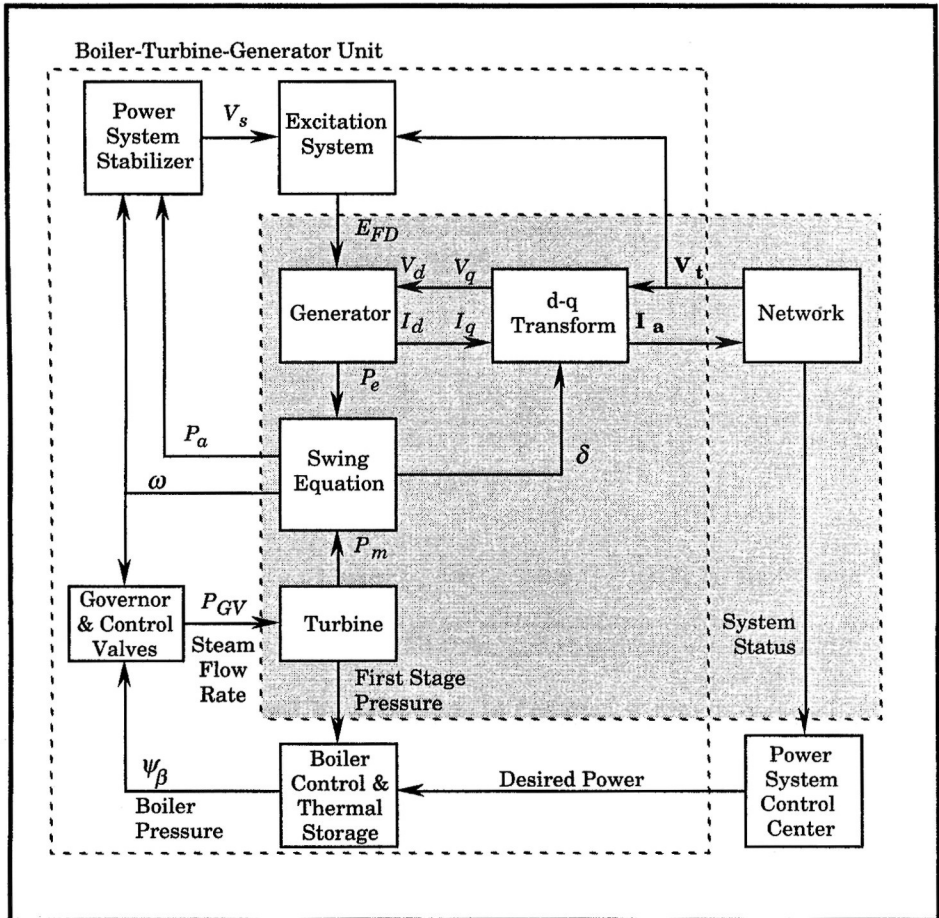 Boiler-Turbine-Generator Unit
Power
System
Stabilizer
V_s
Excitation
System
E_FD
Generator
V_d
V_q
I_d
I_q
d-q
Transform
V_t
I_a
Network
P_e
P_a
Swing
Equation
δ
ω
P_m
Governor
& Control
Valves
P_GV
Steam
Flow
Rate
Turbine
System
Status
First Stage
Pressure
ψ_β
Boiler
Pressure
Boiler
Control &
Thermal
Storage
Desired Power
Power
System
Control
Center